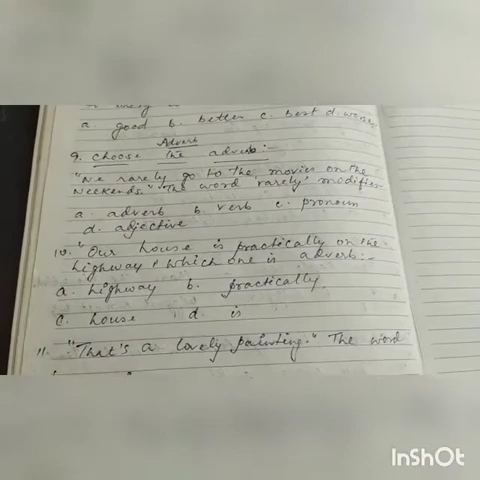 a. good b. better c. best d. worse
Adverb
9. Choose the adverb:-
"We rarely go to the movies on the
weekends." The word 'rarely' modifies
a. adverb b. verb c. pronoun
d. adjective
10. "Our house is practically on the
highway! which one is adverb:-
a. highway b. practically
c. house d. is
11. "That's a lovely painting." The word
InShOt